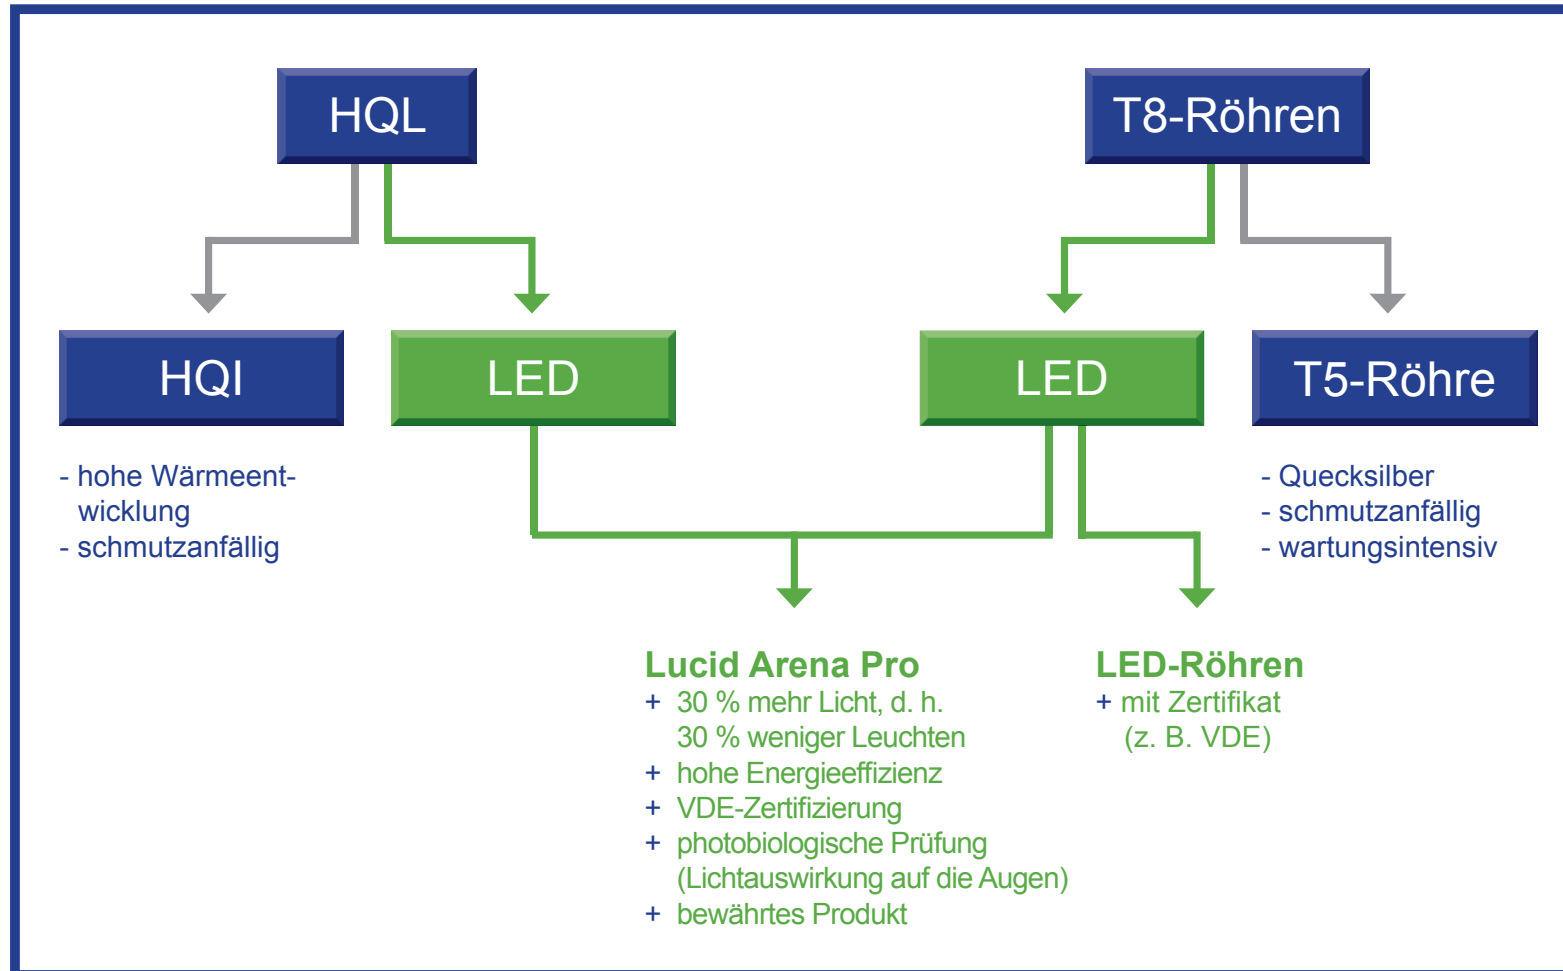 HQL
T8-Röhren
HQI
LED
LED
T5-Röhre
- hohe Wärmeent-
wicklung
- schmutzanfällig
- Quecksilber
- schmutzanfällig
- wartungsintensiv
Lucid Arena Pro
+ 30 % mehr Licht, d. h.
30 % weniger Leuchten
+ hohe Energieeffizienz
+ VDE-Zertifizierung
+ photobiologische Prüfung
(Lichtauswirkung auf die Augen)
+ bewährtes Produkt
LED-Röhren
+ mit Zertifikat
(z. B. VDE)